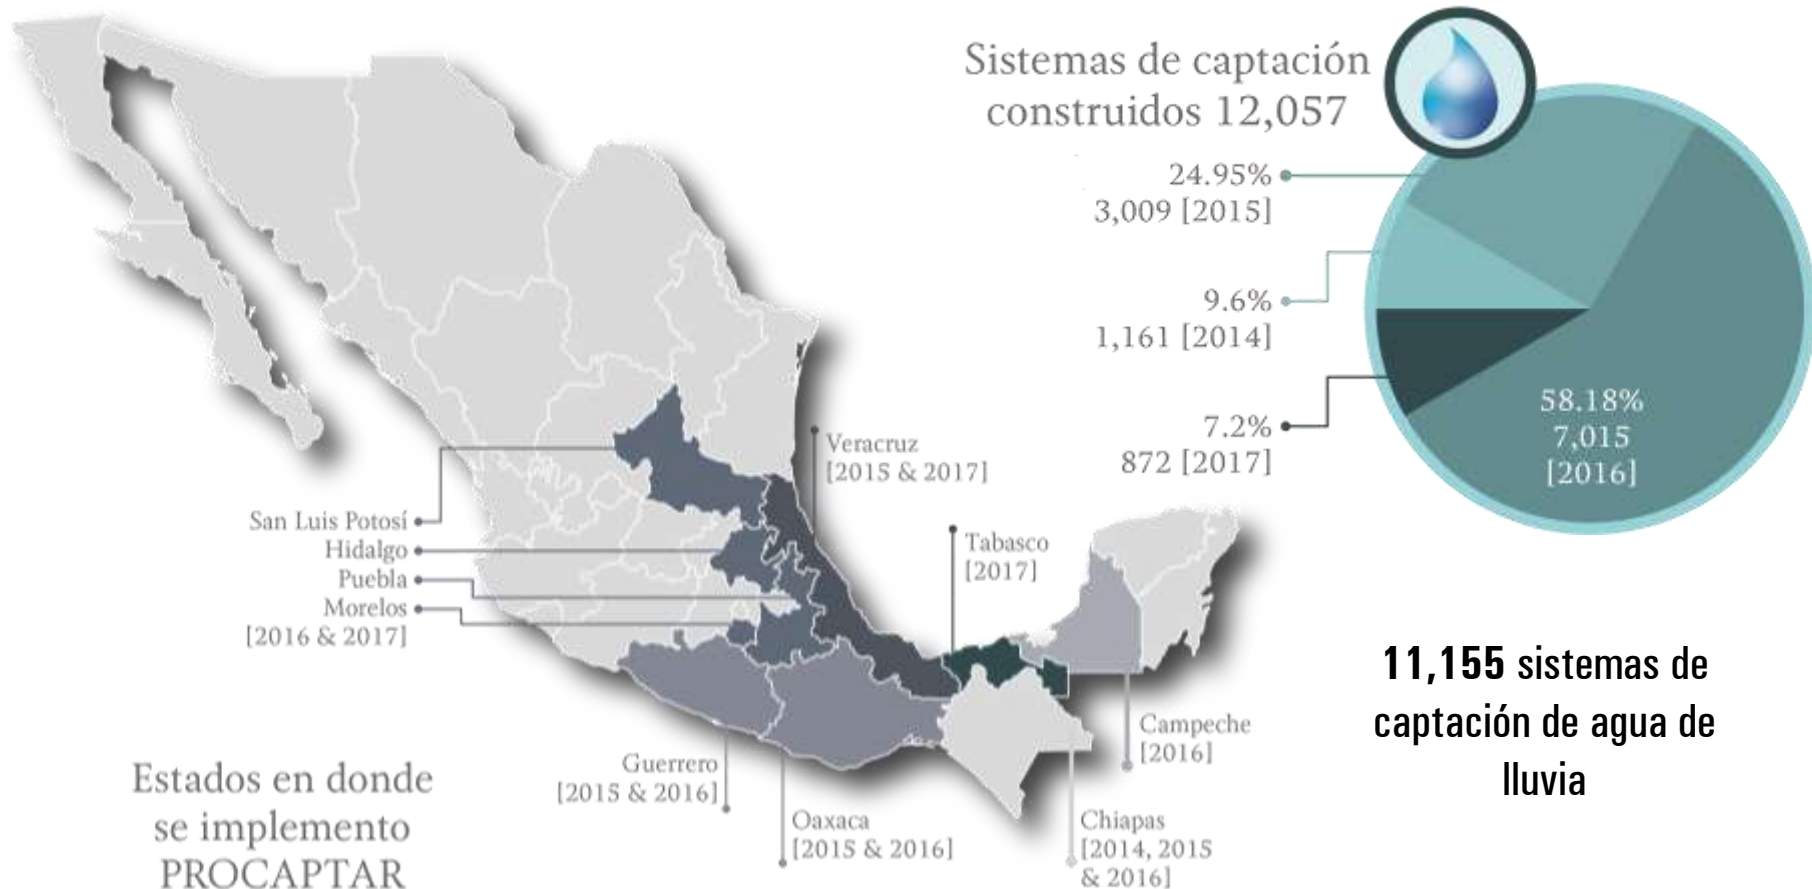 Sistemas de captación
construidos 12,057
24.95%
3,009 [2015]
9.6%
1,161 [2014]
7.2%
872 [2017]
58.18%
7,015
[2016]
Veracruz
[2015 & 2017]
San Luis Potosí
Hidalgo
Puebla
Morelos
[2016 & 2017]
Tabasco
[2017]
Campeche
[2016]
Guerrero
[2015 & 2016]
Oaxaca
[2015 & 2016]
Chiapas
[2014, 2015
& 2016]
Estados en donde
se implemento
PROCAPTAR
11,155 sistemas de
captación de agua de
lluvia